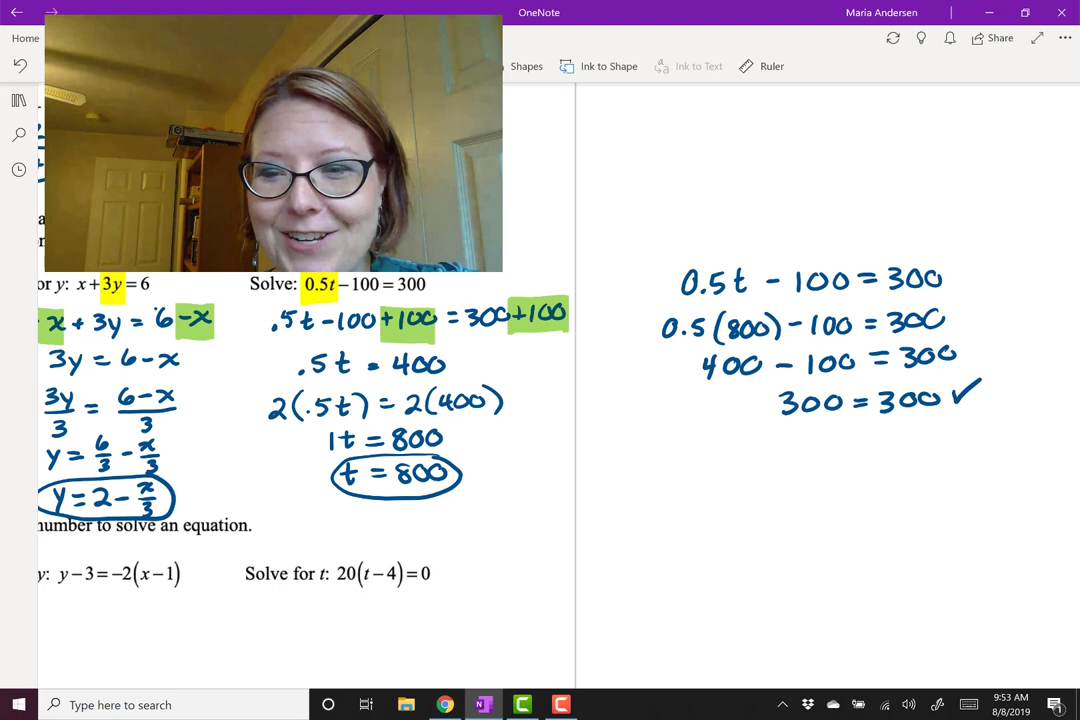 OneNote
Maria Andersen
Home
Shapes
Ink to Shape
Ink to Text
Ruler
Share
or y: x + 3y = 6
-x + 3y = 6 - x
3y = 6 - x
3y/3 = (6 - x)/3
y = 6/3 - x/3
y = 2 - x/3
Solve: 0.5t - 100 = 300
.5t - 100 + 100 = 300 + 100
.5t = 400
2(.5t) = 2(400)
1t = 800
t = 800
0.5t - 100 = 300
0.5(800) - 100 = 300
400 - 100 = 300
300 = 300 ✓
number to solve an equation.
y: y - 3 = -2(x - 1)
Solve for t: 20(t - 4) = 0
Type here to search
9:53 AM
8/8/2019